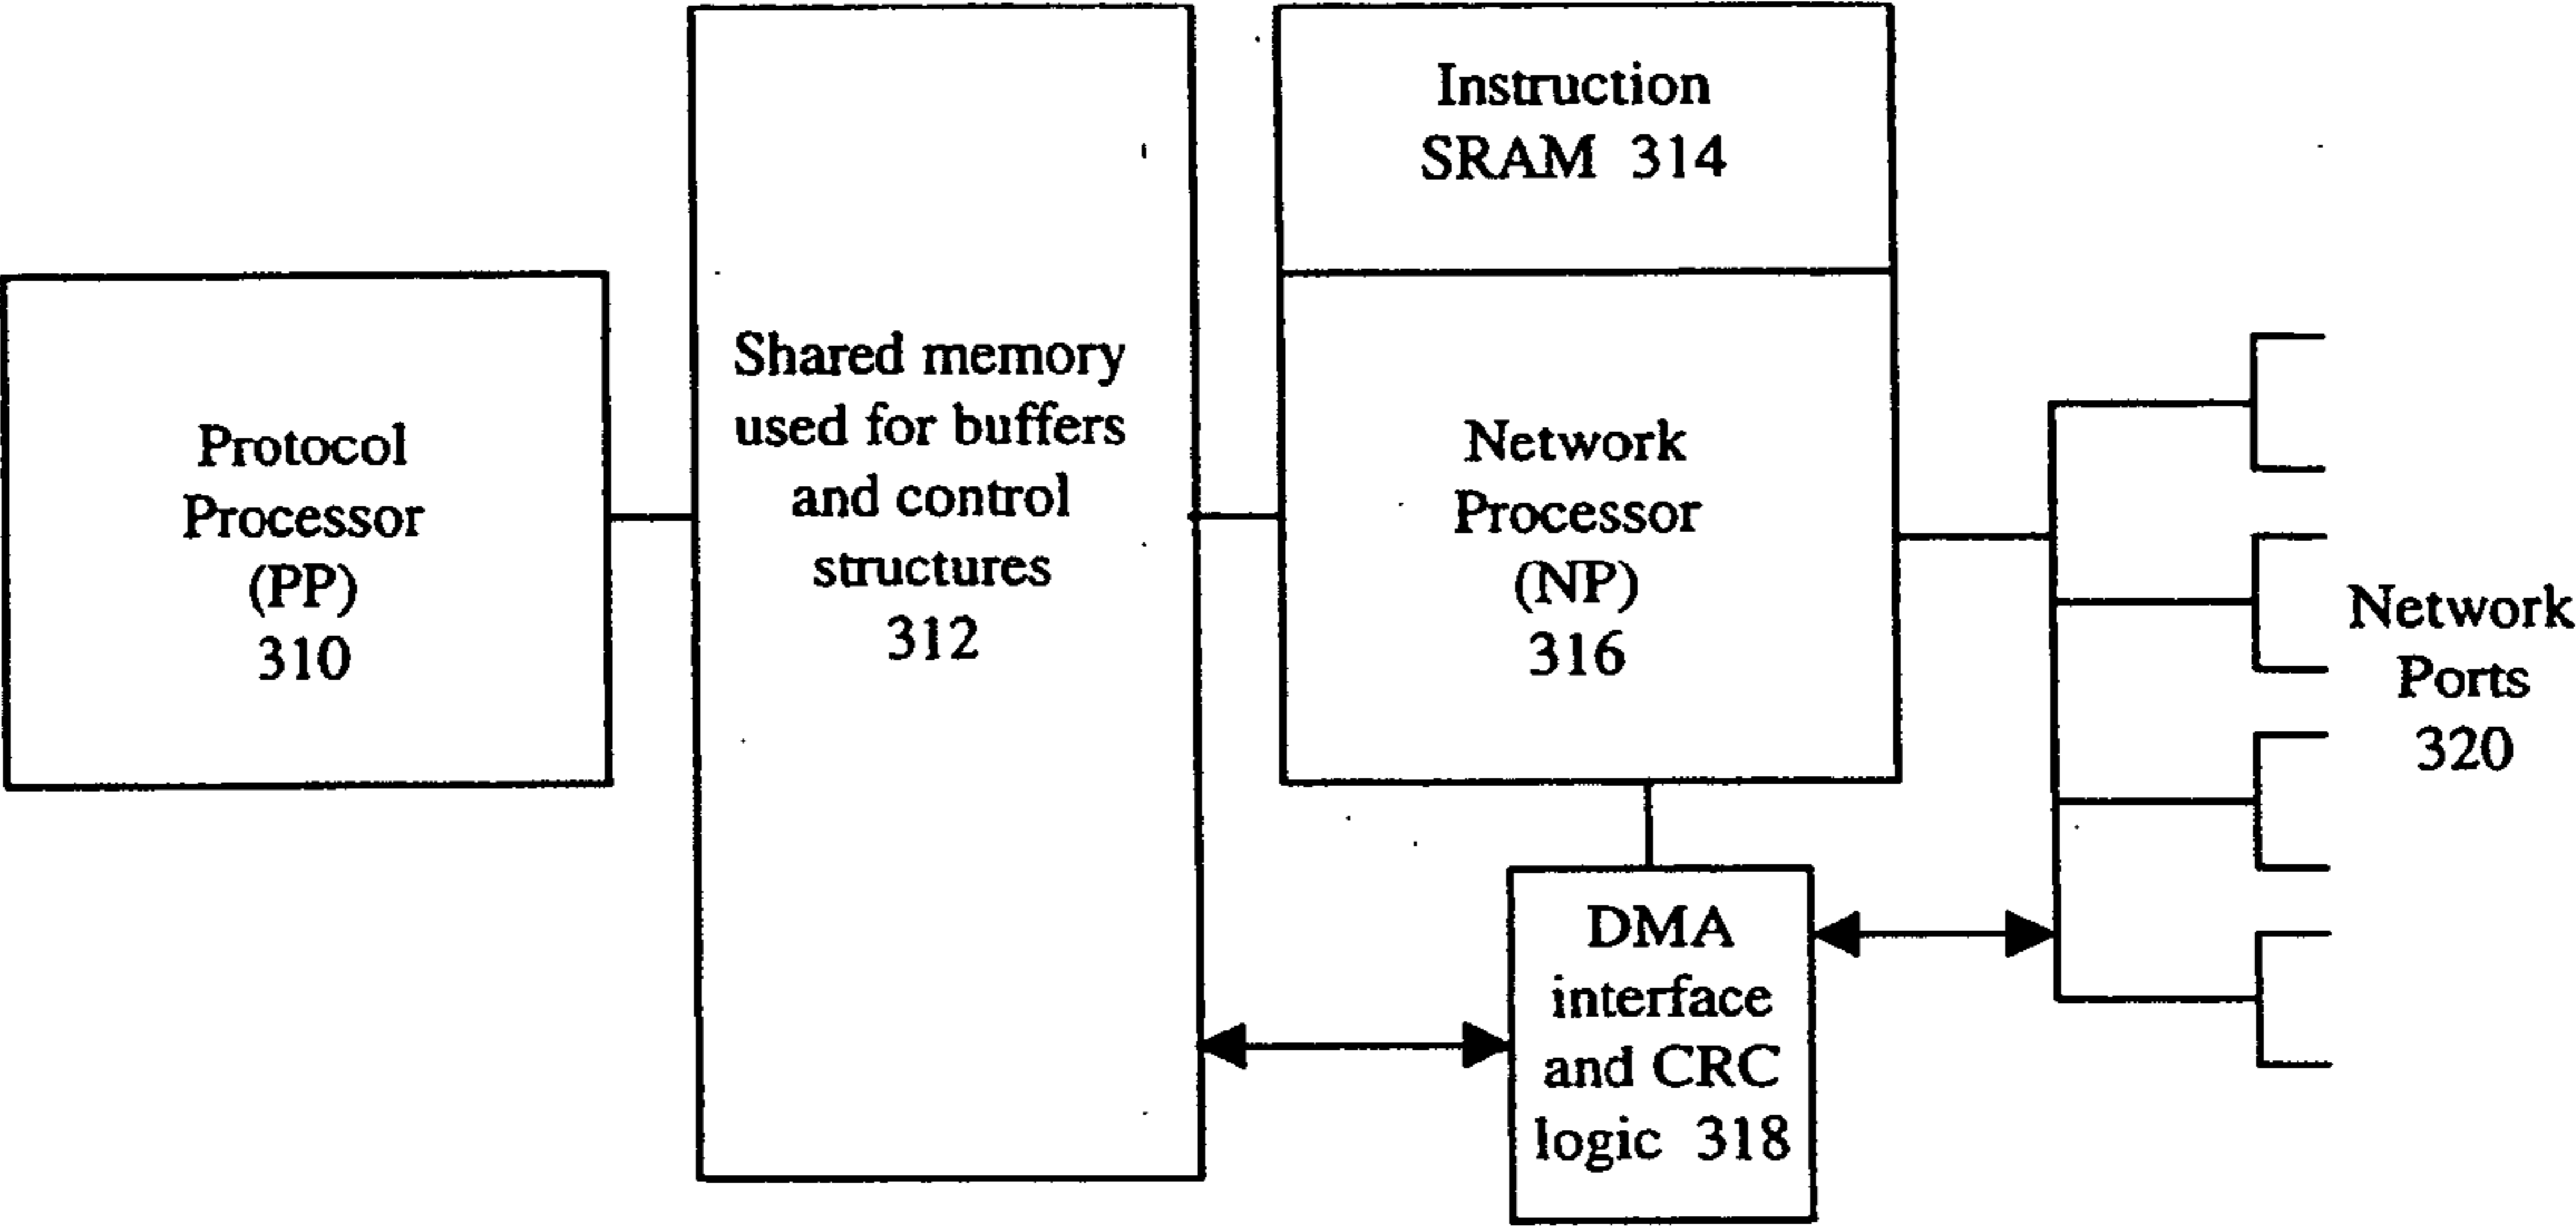 Protocol
Processor
(PP)
310
Shared memory
used for buffers
and control
structures
312
Instruction
SRAM 314
Network
Processor
(NP)
316
DMA
interface
and CRC
logic 318
Network
Ports
320